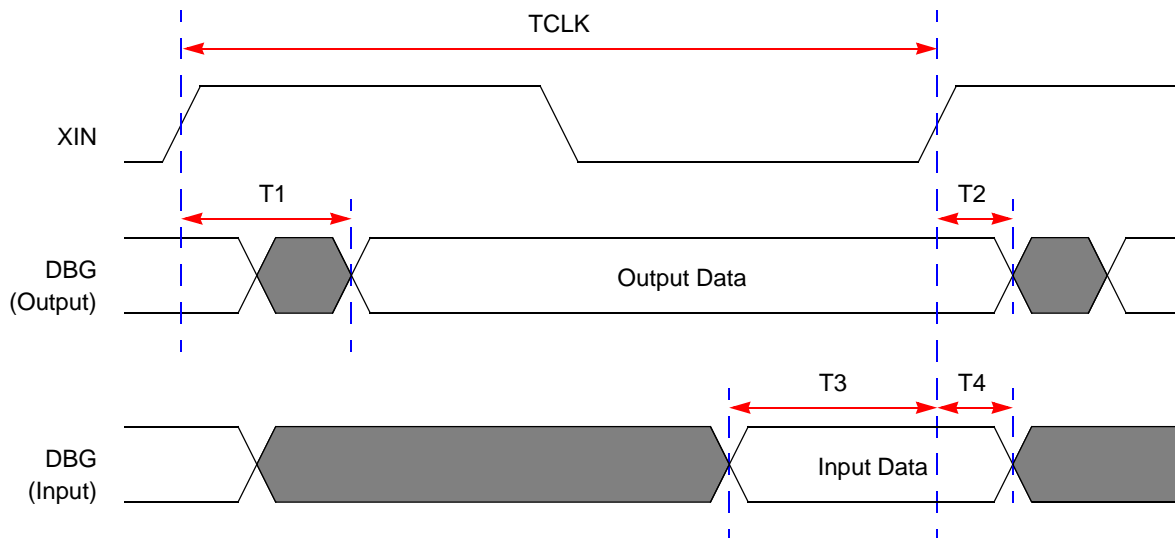 TCLK
XIN
T1
T2
DBG
(Output)
Output Data
T3
T4
DBG
(Input)
Input Data